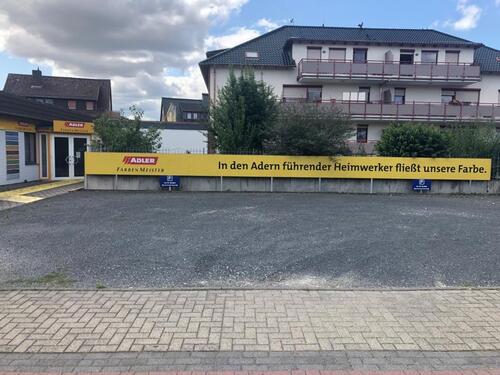 ADLER
ADLER
FARBENMEISTER
In den Adern führender Heimwerker fließt unsere Farbe.